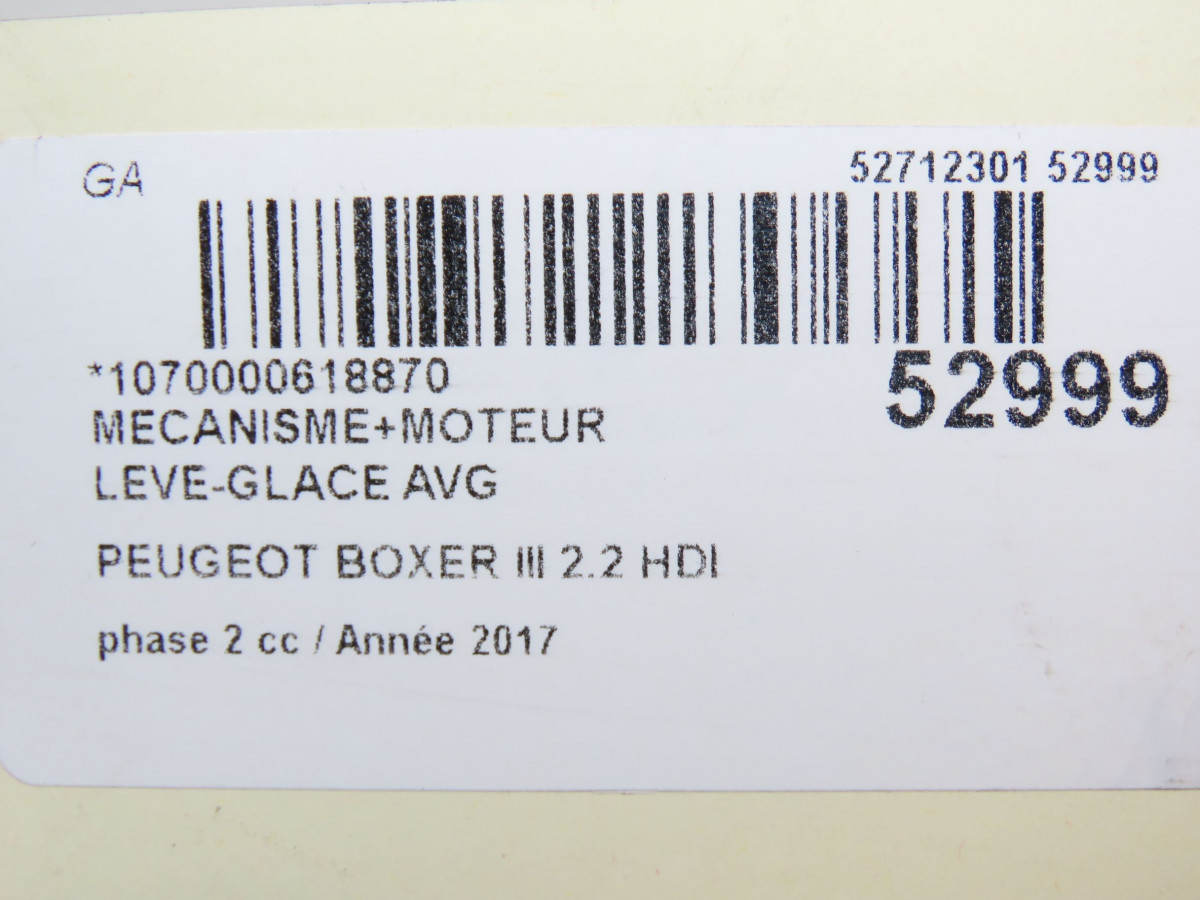 GA
52712301 52999
*1070000618870
52999
MECANISME+MOTEUR
LEVE-GLACE AVG
PEUGEOT BOXER III 2.2 HDI
phase 2 cc / Année 2017